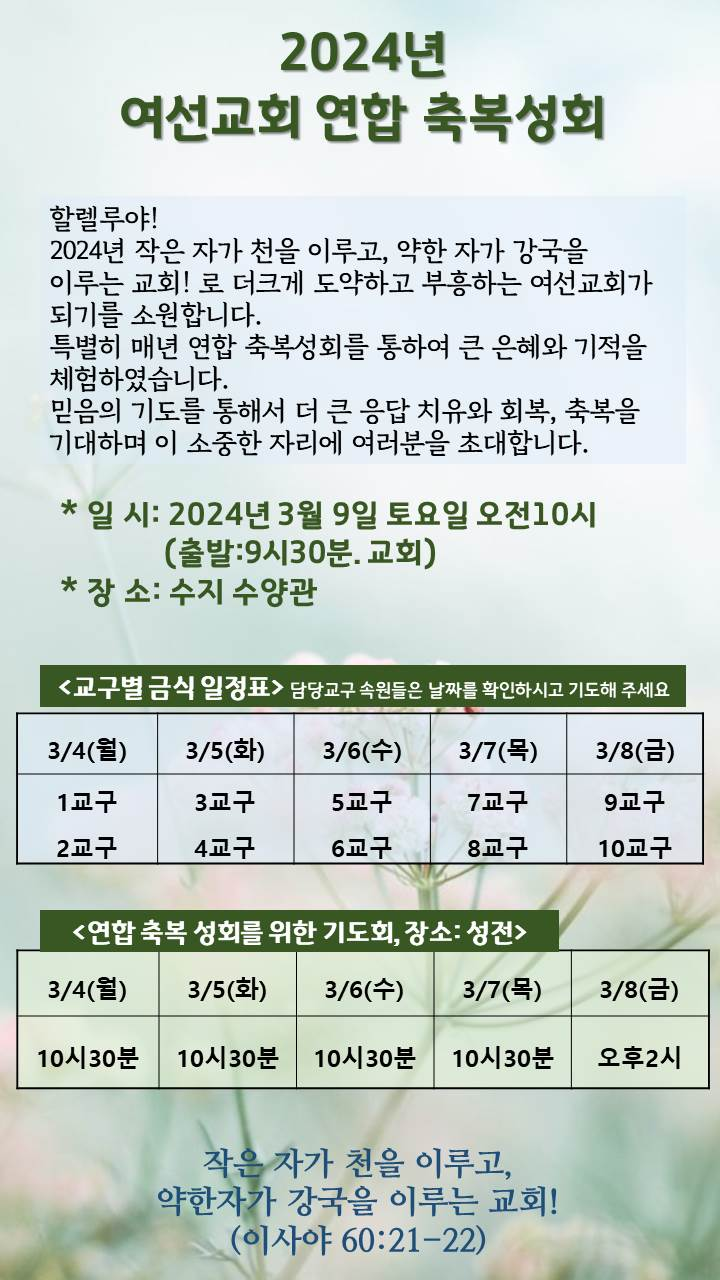 2024년
여선교회 연합 축복성회
할렐루야!
2024년 작은 자가 천을 이루고, 약한 자가 강국을
이루는 교회! 로 더크게 도약하고 부흥하는 여선교회가
되기를 소원합니다.
특별히 매년 연합 축복성회를 통하여 큰 은혜와 기적을
체험하였습니다.
믿음의 기도를 통해서 더 큰 응답 치유와 회복, 축복을
기대하며 이 소중한 자리에 여러분을 초대합니다.
* 일 시: 2024년 3월 9일 토요일 오전10시
(출발:9시30분. 교회)
* 장 소: 수지 수양관
<교구별 금식 일정표> 담당교구 속원들은 날짜를 확인하시고 기도해 주세요
3/4(월) 3/5(화) 3/6(수) 3/7(목) 3/8(금)
1교구 3교구 5교구 7교구 9교구
2교구 4교구 6교구 8교구 10교구
<연합 축복 성회를 위한 기도회, 장소: 성전>
3/4(월) 3/5(화) 3/6(수) 3/7(목) 3/8(금)
10시30분 10시30분 10시30분 10시30분 오후2시
작은 자가 천을 이루고,
약한자가 강국을 이루는 교회!
(이사야 60:21-22)